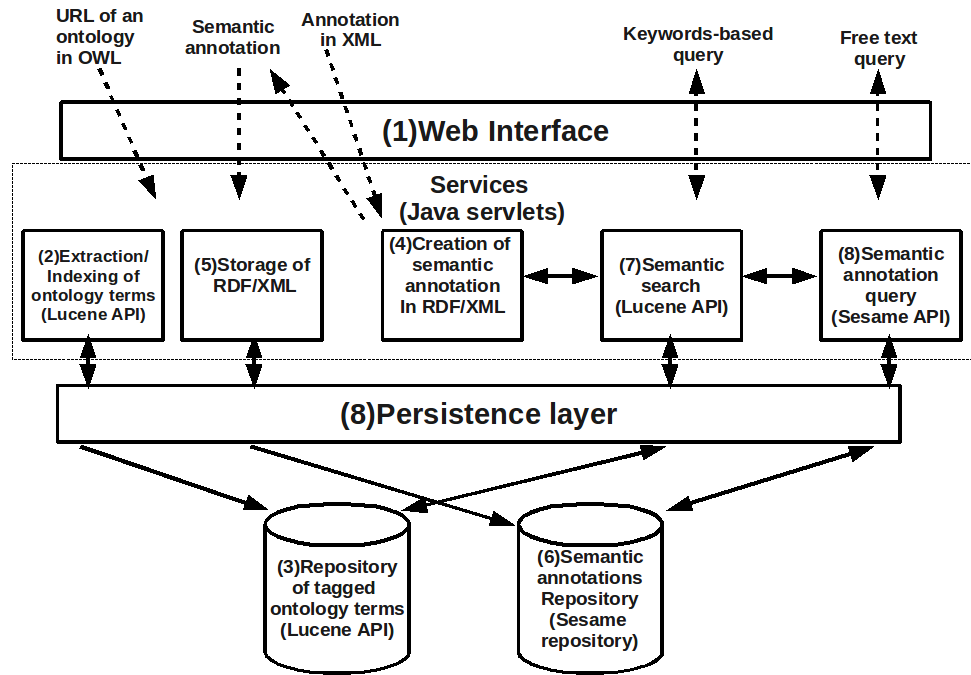 URL of an
ontology
in OWL
Semantic
annotation
Annotation
in XML
Keywords-based
query
Free text
query
(1)Web Interface
Services
(Java servlets)
(2)Extraction/
Indexing of
ontology terms
(Lucene API)
(5)Storage of
RDF/XML
(4)Creation of
semantic
annotation
In RDF/XML
(7)Semantic
search
(Lucene API)
(8)Semantic
annotation
query
(Sesame API)
(8)Persistence layer
(3)Repository
of tagged
ontology terms
(Lucene API)
(6)Semantic
annotations
Repository
(Sesame
repository)